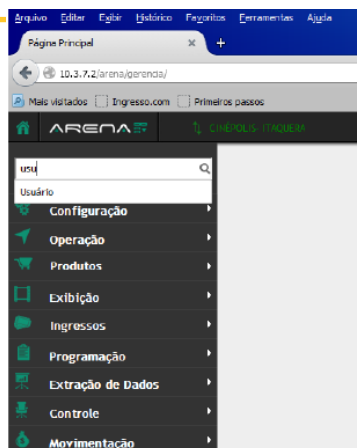 Arquivo Editar Exibir Histórico Favoritos Ferramentas Ajuda
Página Principal × +
10.3.7.2/arena/gerencia/
Mais visitados Ingresso.com Primeiros passos
ARENA CINÉPOLIS-ITAQUERA
usu
Usuário
Configuração
Operação
Produtos
Exibição
Ingressos
Programação
Extração de Dados
Controle
Movimentação